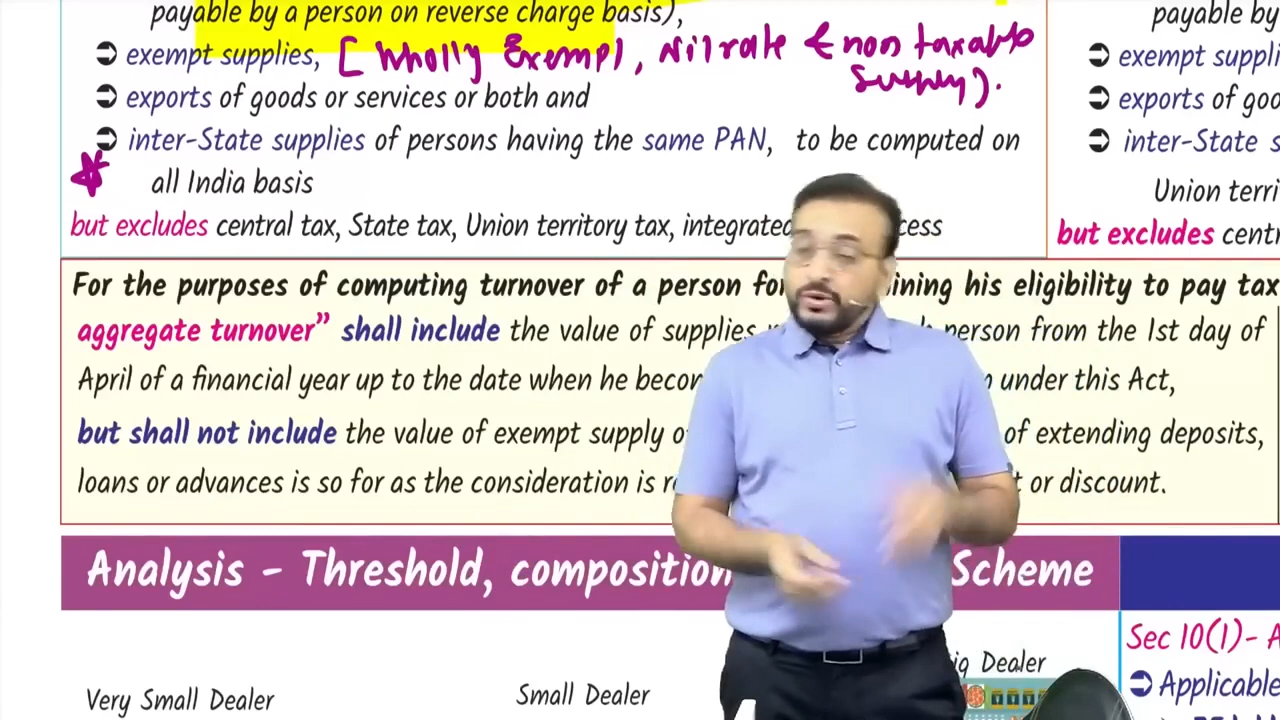 payable by a person on reverse charge basis),
➲ exempt supplies, [ Wholly Exempt, Nil rate & non taxable supply).
➲ exports of goods or services or both and
➲ inter-State supplies of persons having the same PAN, to be computed on
all India basis
but excludes central tax, State tax, Union territory tax, integrated cess
For the purposes of computing turnover of a person for ining his eligibility to pay tax
aggregate turnover” shall include the value of supplies person from the 1st day of
April of a financial year up to the date when he becom under this Act,
but shall not include the value of exempt supply o of extending deposits,
loans or advances is so for as the consideration is or discount.
Analysis - Threshold, composition Scheme
Very Small Dealer
Small Dealer
Big Dealer
payable by
➲ exempt suppli
➲ exports of goo
➲ inter-State s
Union terri
but excludes centr
Sec 10(1)- A
➲ Applicable